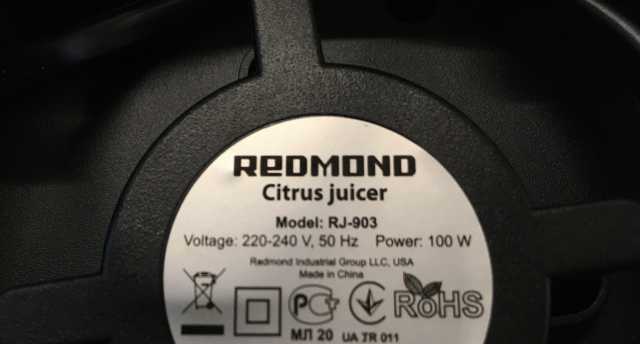 REDMOND
Citrus juicer
Model: RJ-903
Voltage: 220-240 V, 50 Hz Power: 100 W
Redmond Industrial Group LLC, USA
Made in China
RoHS
МЛ 20 UA TR 011